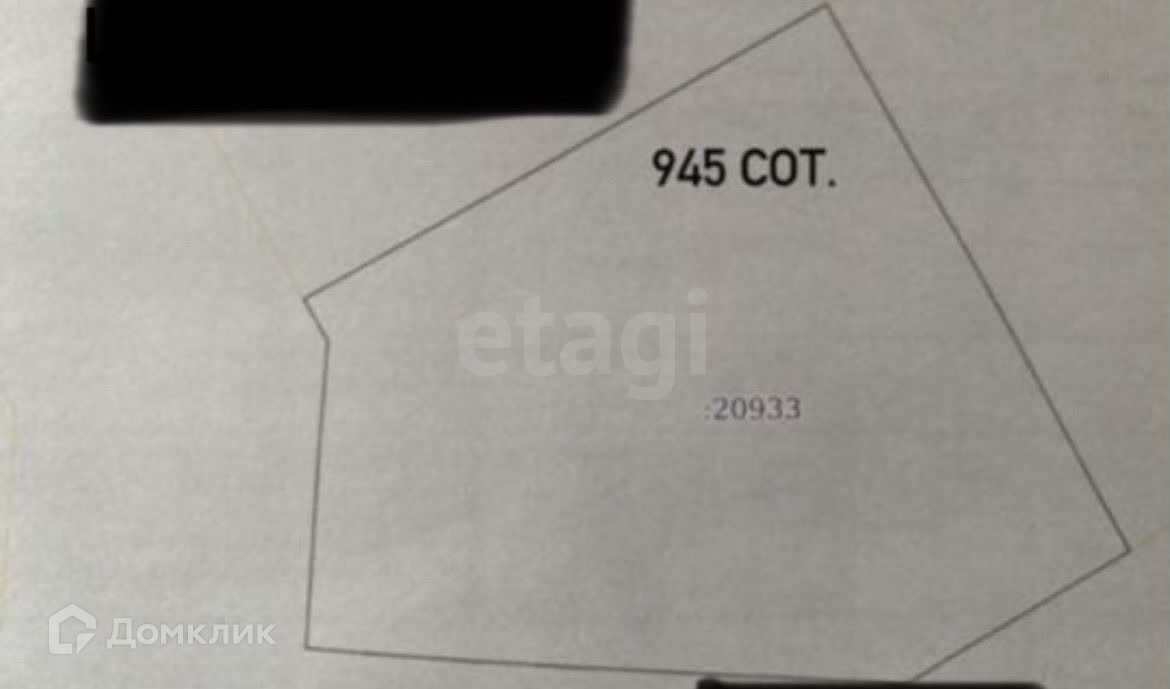 945 СОТ.
etagi
:20933
Домклик